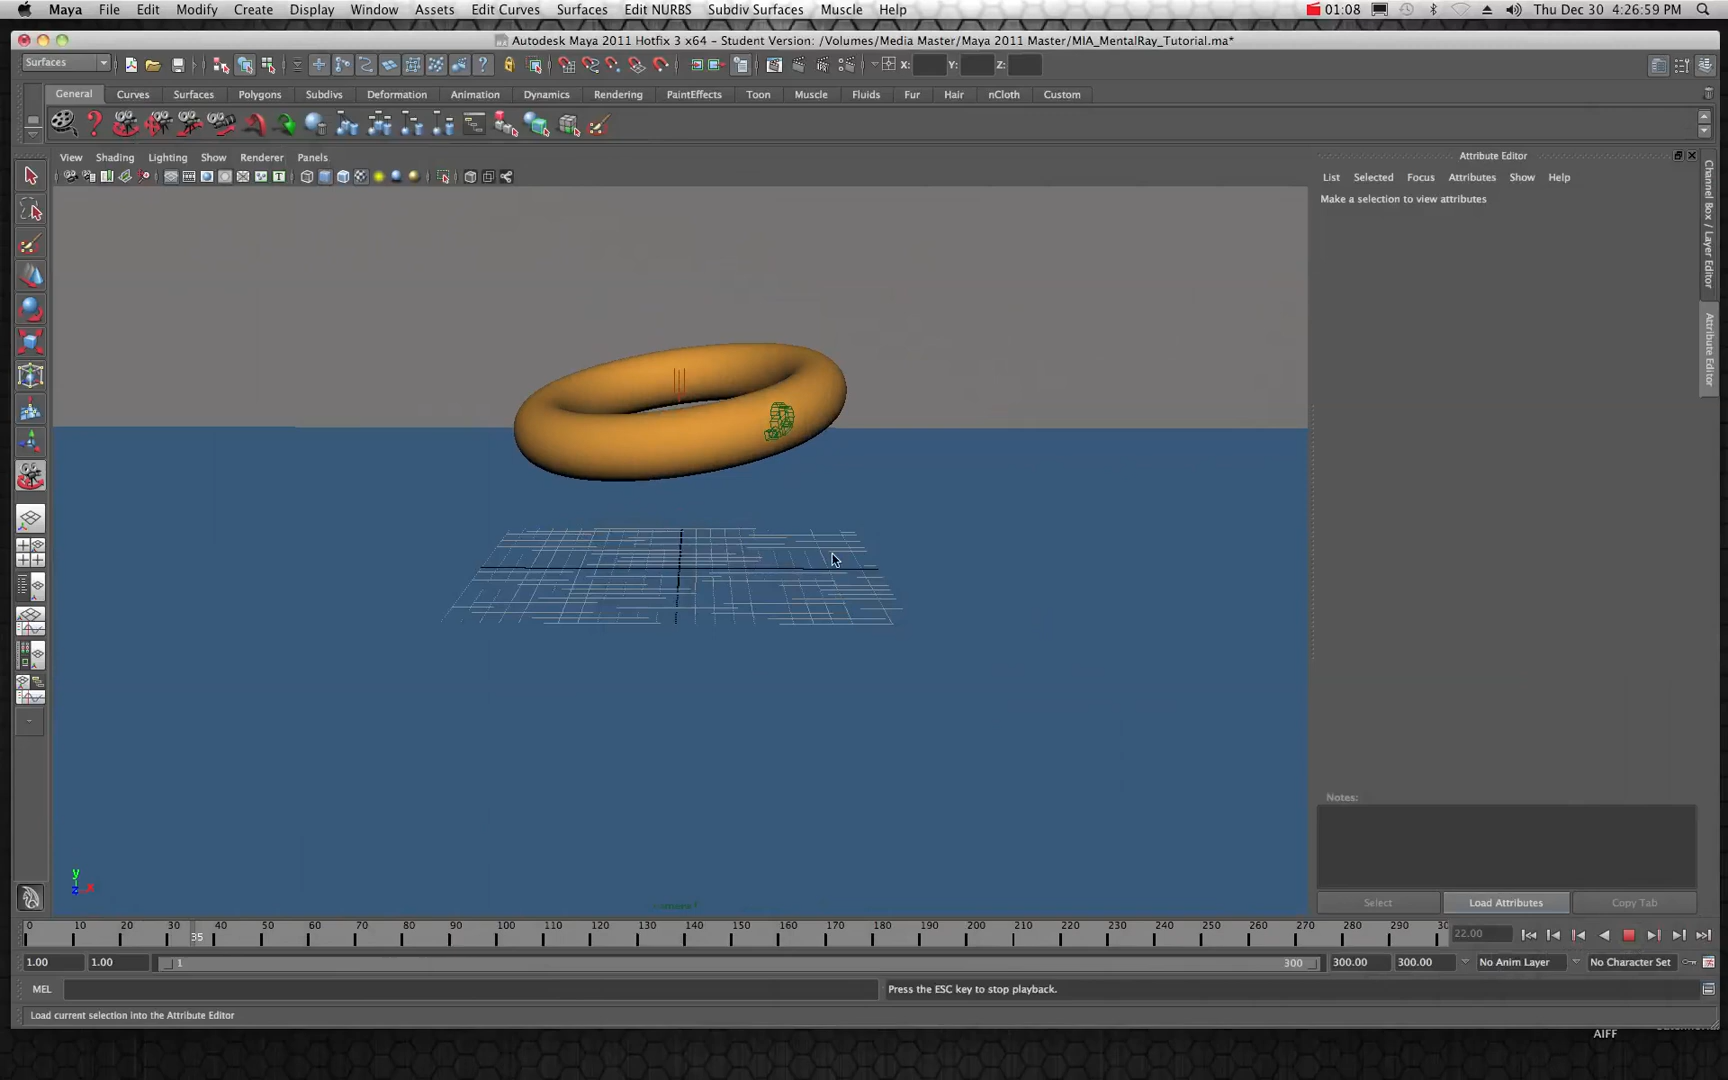 Maya File Edit Modify Create Display Window Assets Edit Curves Surfaces Edit NURBS Subdiv Surfaces Muscle Help 01:08 Thu Dec 30 4:26:59 PM
Autodesk Maya 2011 Hotfix 3 x64 – Student Version: /Volumes/Media Master/Maya 2011 Master/MIA_MentalRay_Tutorial.ma*
Surfaces X: Y: Z:
General Curves Surfaces Polygons Subdivs Deformation Animation Dynamics Rendering PaintEffects Toon Muscle Fluids Fur Hair nCloth Custom
View Shading Lighting Show Renderer Panels
Attribute Editor
List Selected Focus Attributes Show Help
Make a selection to view attributes
Channel Box / Layer Editor
Attribute Editor
Notes:
y
z x
Select Load Attributes Copy Tab
0 10 20 30 40 50 60 70 80 90 100 110 120 130 140 150 160 170 180 190 200 210 220 230 240 250 260 270 280 290 30
35
22.00
1.00 1.00 1 300 300.00 300.00 No Anim Layer No Character Set
MEL Press the ESC key to stop playback.
Load current selection into the Attribute Editor
AIFF